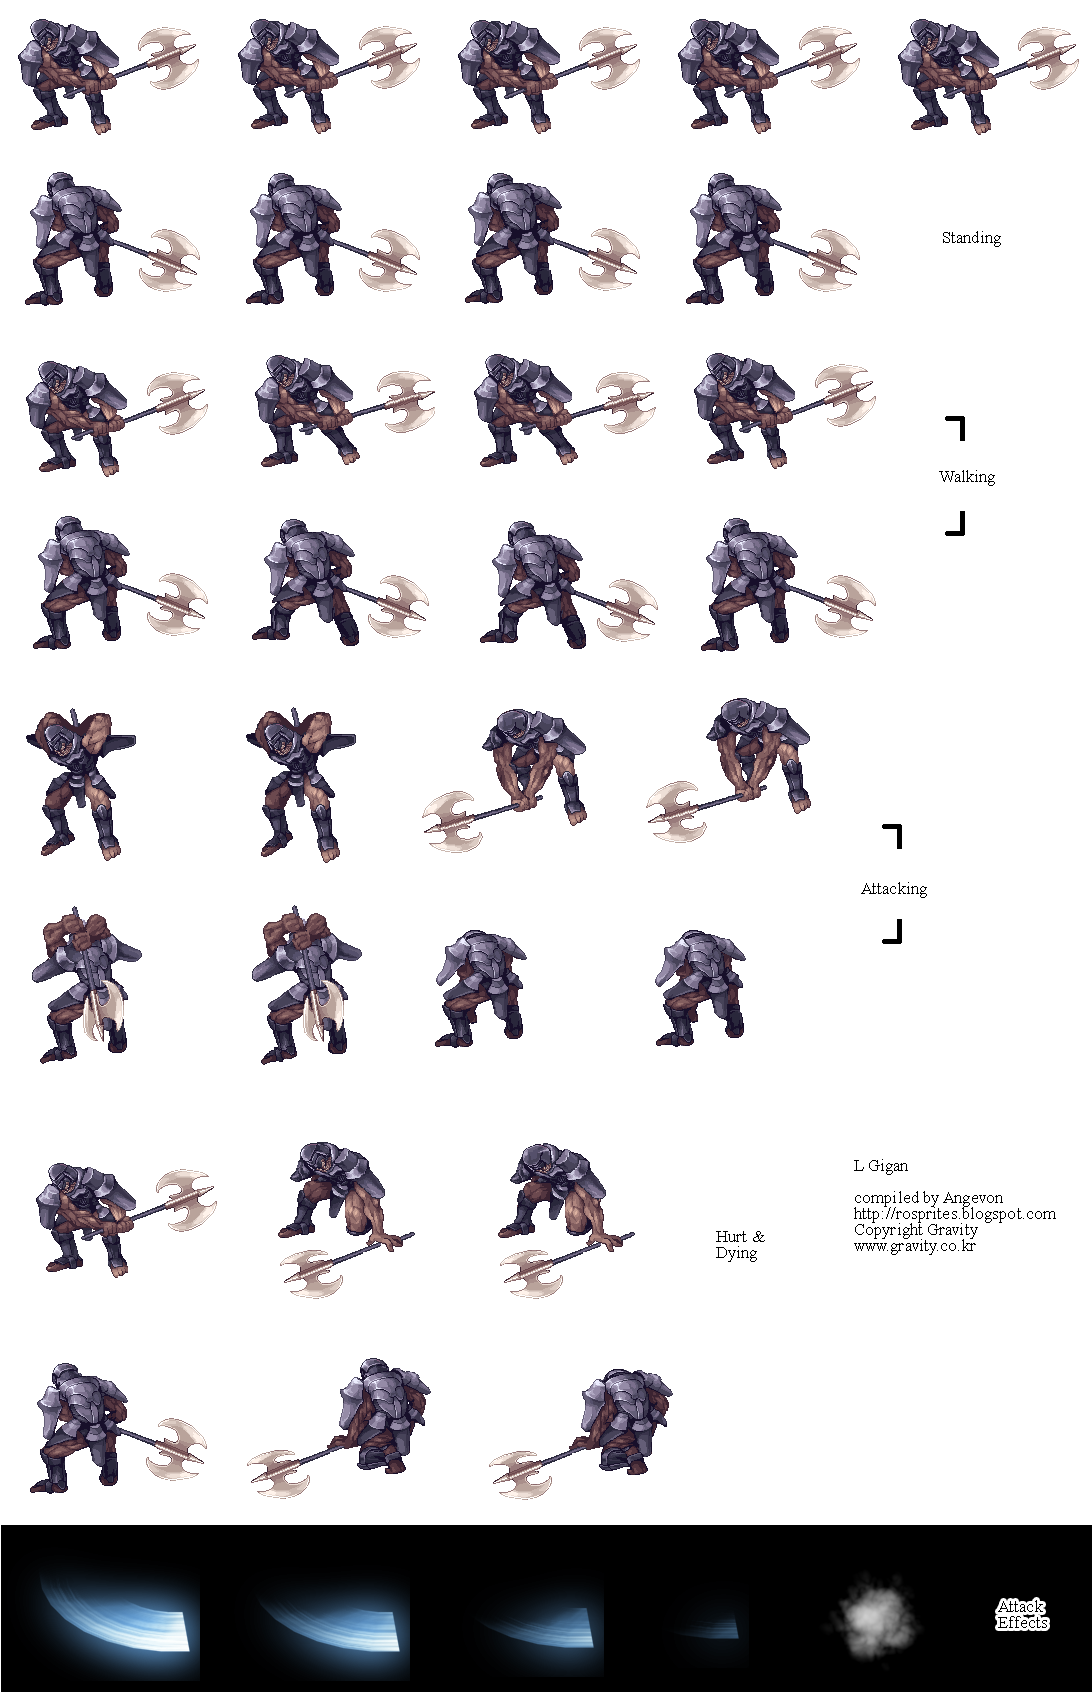 Standing
Walking
Attacking
L Gigan
compiled by Angevon
http://rosprites.blogspot.com
Copyright Gravity
www.gravity.co.kr
Hurt &
Dying
Attack
Effects